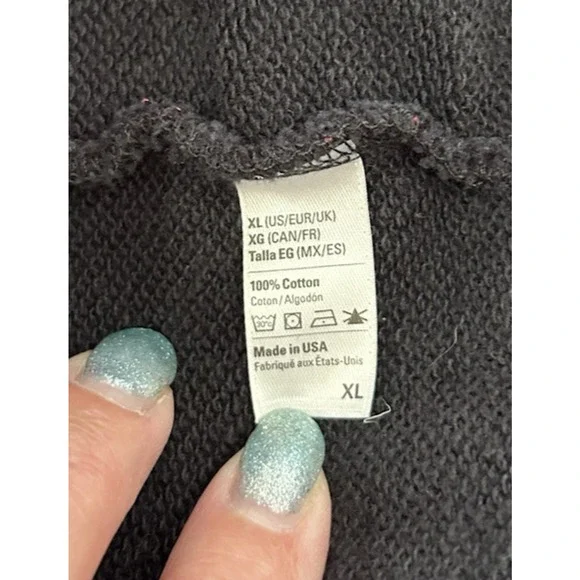 XL (US/EUR/UK)
XG (CAN/FR)
Talla EG (MX/ES)
100% Cotton
Coton/Algodón
30°C
Made in USA
Fabriqué aux États-Unis
XL